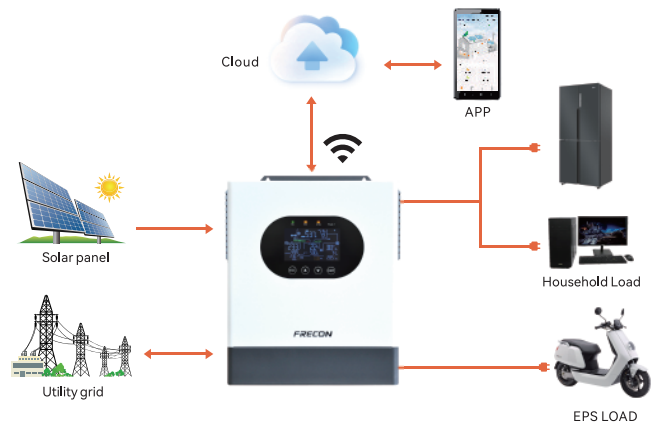 Cloud
APP
Solar panel
Household Load
FRECON
Utility grid
EPS LOAD